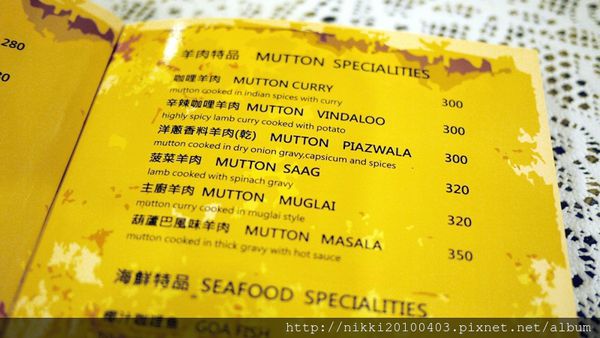 280
羊肉特品 MUTTON SPECIALITIES
咖哩羊肉 MUTTON CURRY 300
mutton cooked in indian spices with curry
辛辣咖哩羊肉 MUTTON VINDALOO 300
highly spicy lamb curry cooked with potato
洋蔥香料羊肉(乾) MUTTON PIAZWALA 300
mutton cooked in dry onion gravy,capsicum and spices
菠菜羊肉 MUTTON SAAG 320
lamb cooked with spinach gravy
主廚羊肉 MUTTON MUGLAI 320
mutton curry cooked in muglai style
葫蘆巴風味羊肉 MUTTON MASALA 350
mutton cooked in thick gravy with hot sauce
海鮮特品 SEAFOOD SPECIALITIES
椰汁咖哩魚 GOA FISH
http://nikki20100403.pixnet.net/album